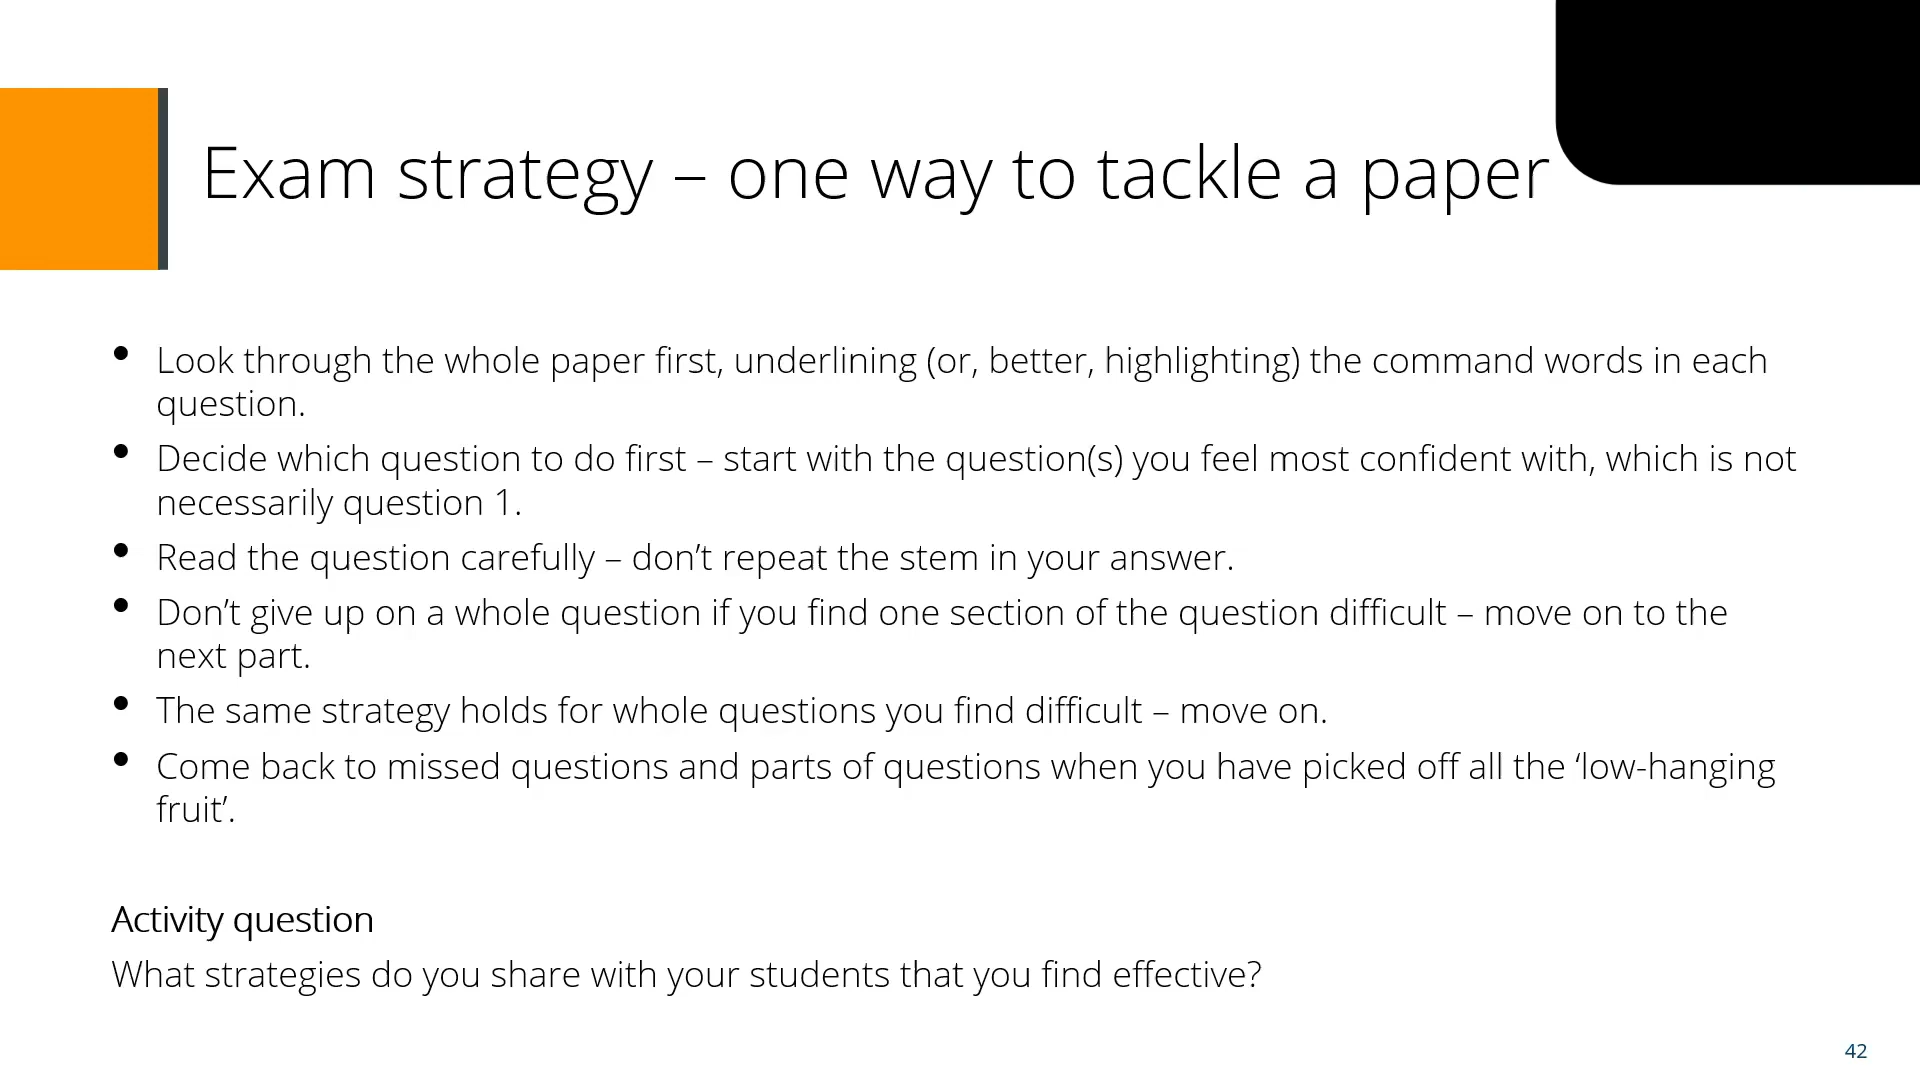 Exam strategy – one way to tackle a paper
• Look through the whole paper first, underlining (or, better, highlighting) the command words in each
question.
• Decide which question to do first – start with the question(s) you feel most confident with, which is not
necessarily question 1.
• Read the question carefully – don’t repeat the stem in your answer.
• Don’t give up on a whole question if you find one section of the question difficult – move on to the
next part.
• The same strategy holds for whole questions you find difficult – move on.
• Come back to missed questions and parts of questions when you have picked off all the ‘low-hanging
fruit’.
Activity question
What strategies do you share with your students that you find effective?
42